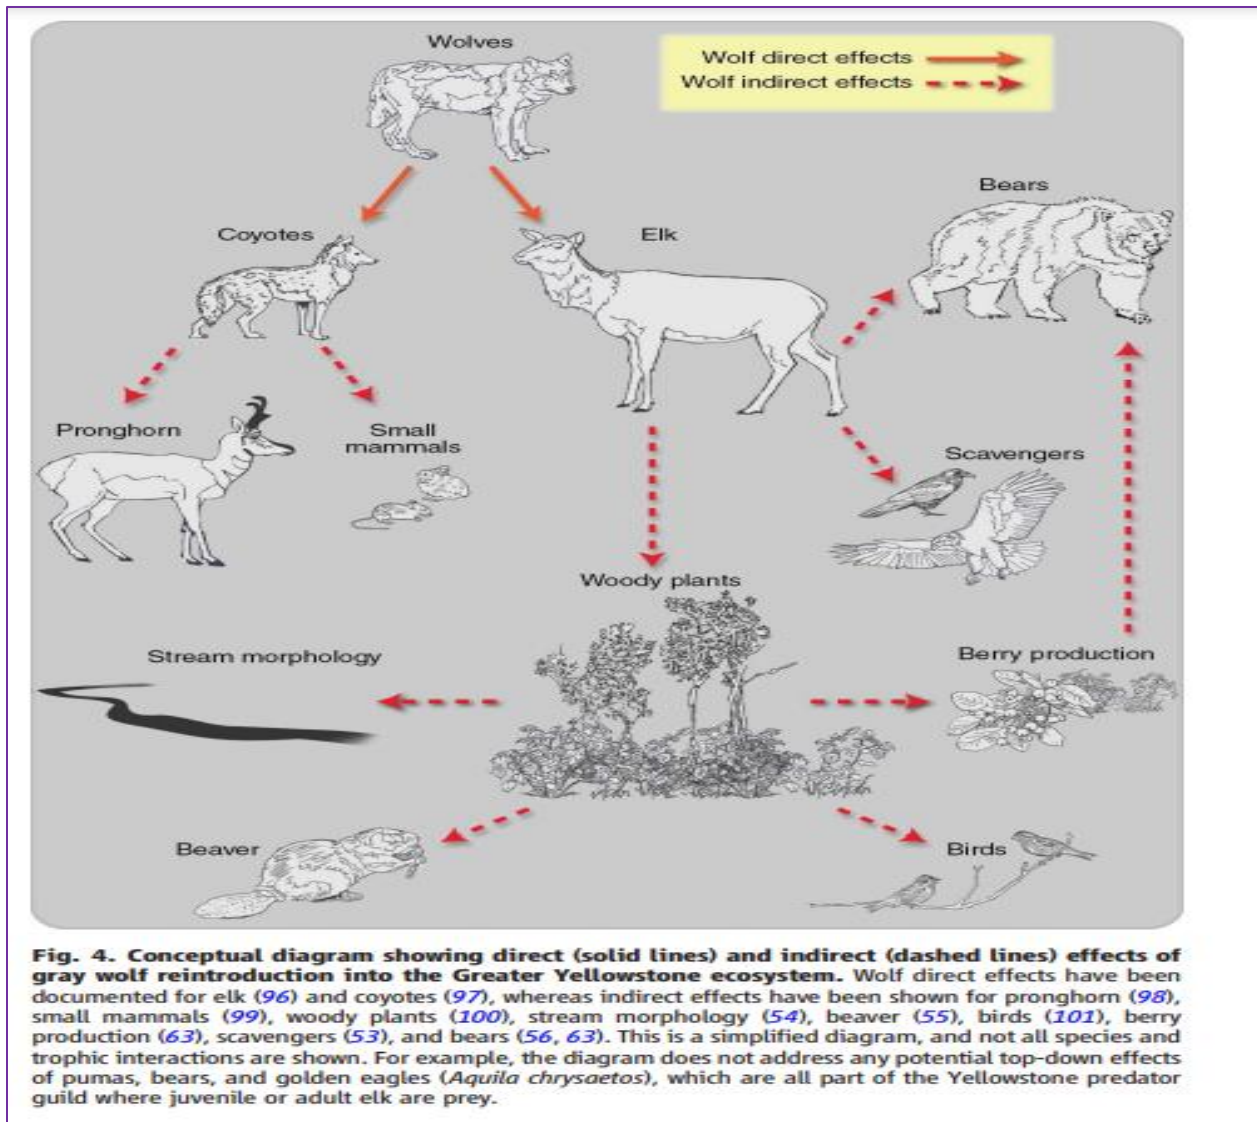 Wolves
Wolf direct effects
Wolf indirect effects
Bears
Coyotes
Elk
Pronghorn
Small
mammals
Scavengers
Woody plants
Stream morphology
Berry production
Beaver
Birds
Fig. 4. Conceptual diagram showing direct (solid lines) and indirect (dashed lines) effects of
gray wolf reintroduction into the Greater Yellowstone ecosystem. Wolf direct effects have been
documented for elk (96) and coyotes (97), whereas indirect effects have been shown for pronghorn (98),
small mammals (99), woody plants (100), stream morphology (54), beaver (55), birds (101), berry
production (63), scavengers (53), and bears (56, 63). This is a simplified diagram, and not all species and
trophic interactions are shown. For example, the diagram does not address any potential top-down effects
of pumas, bears, and golden eagles (Aquila chrysaetos), which are all part of the Yellowstone predator
guild where juvenile or adult elk are prey.